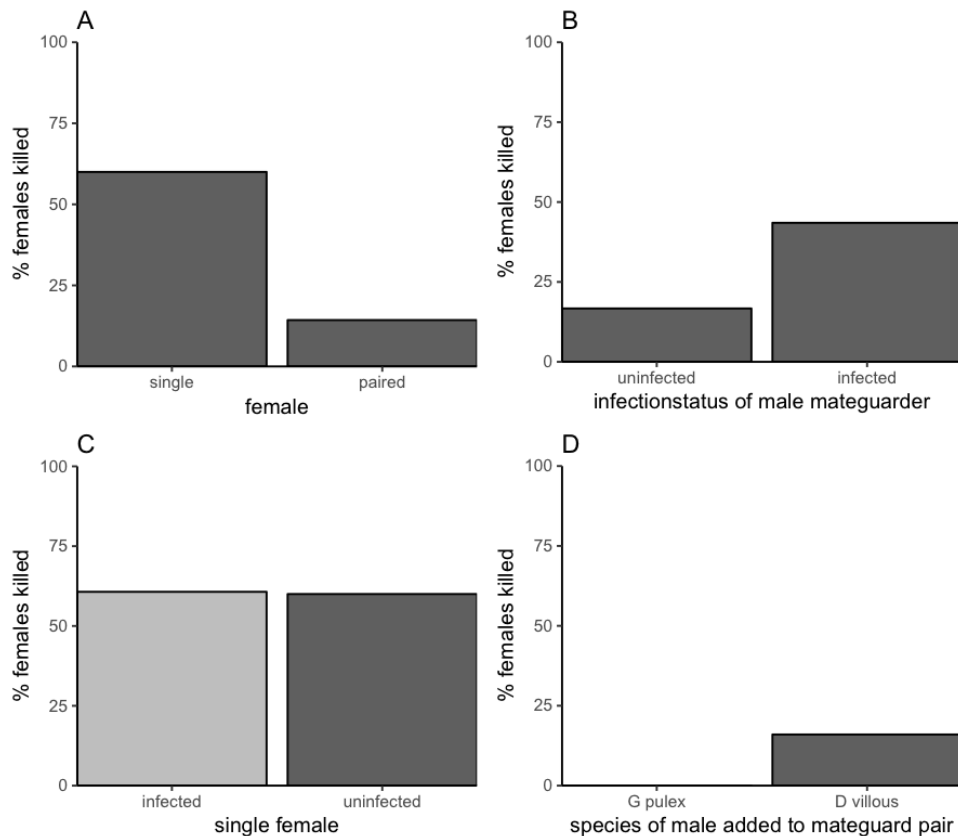 A
100
75
50
25
0
% females killed
single paired
female
B
100
75
50
25
0
% females killed
uninfected infected
infectionstatus of male mateguarder
C
100
75
50
25
0
% females killed
infected uninfected
single female
D
100
75
50
25
0
% females killed
G pulex D villous
species of male added to mateguard pair